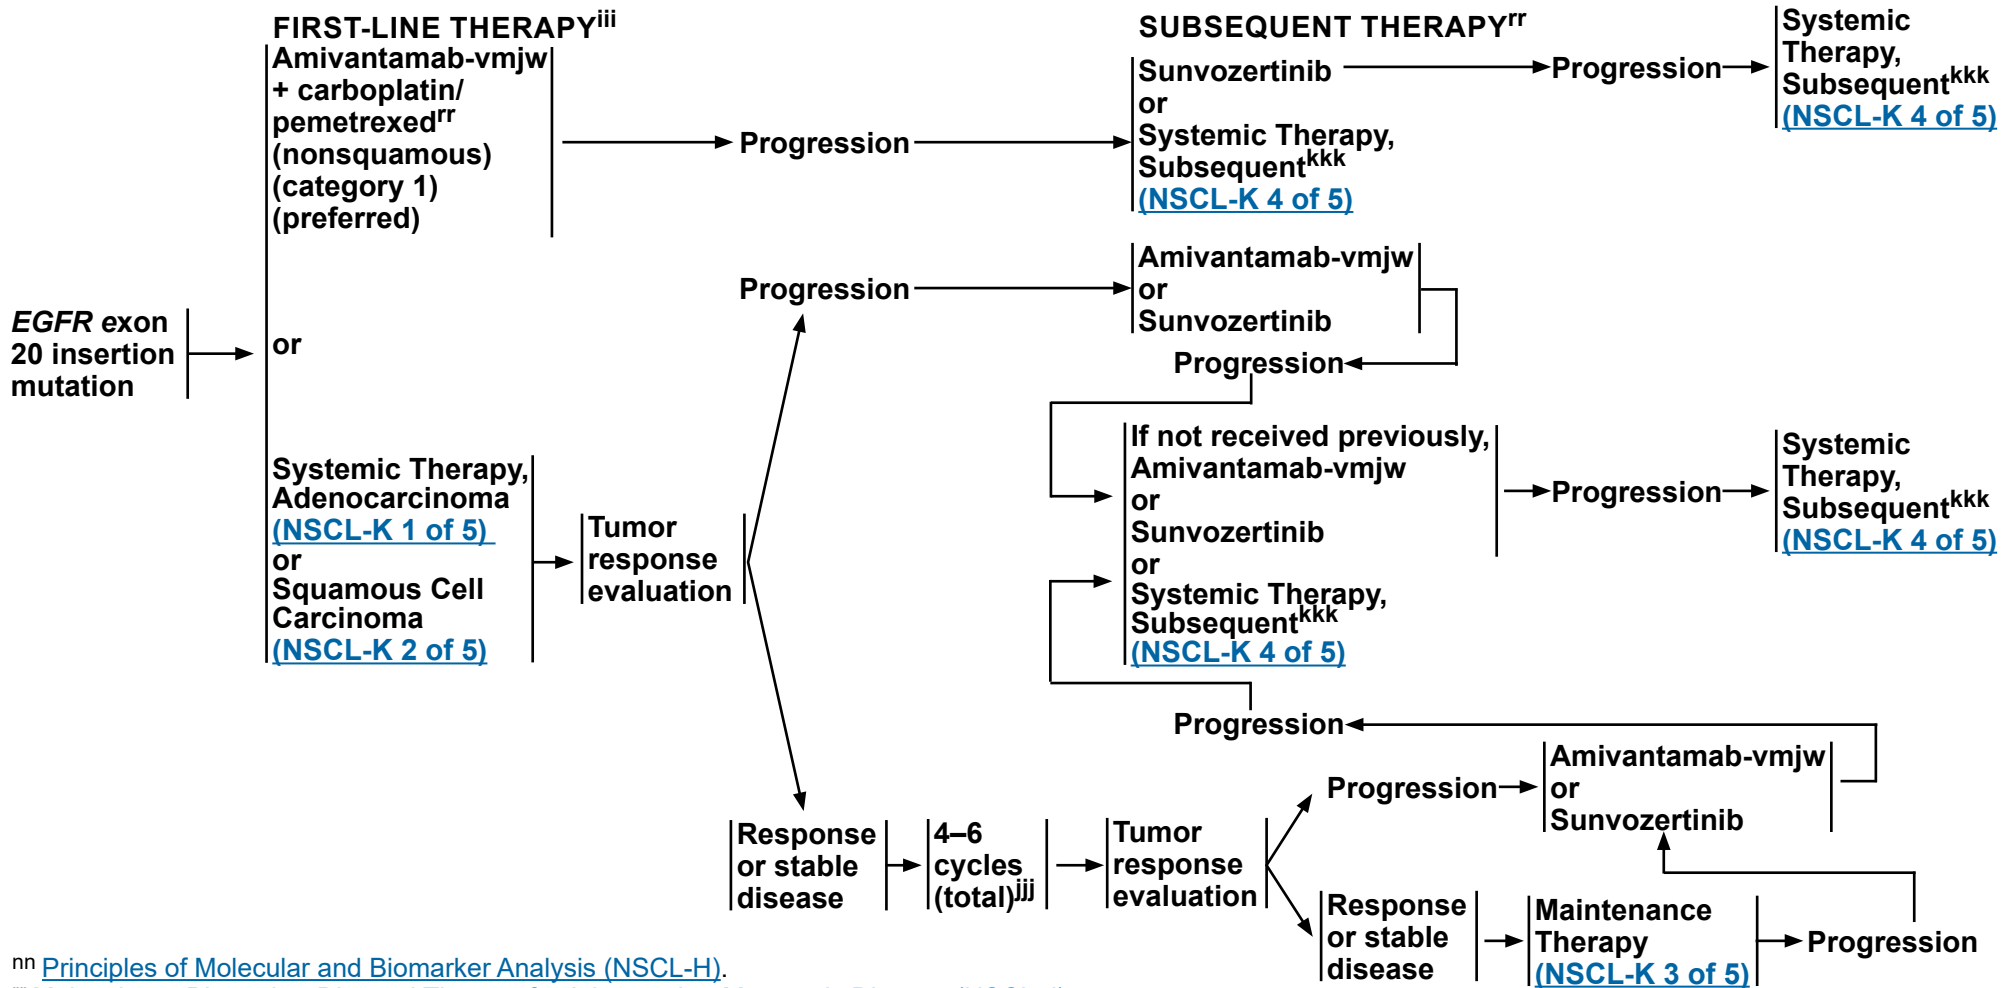 FIRST-LINE THERAPYiii
Amivantamab-vmjw
+ carboplatin/
pemetrexedrr
(nonsquamous)
(category 1)
(preferred)
Progression
SUBSEQUENT THERAPYrr
Sunvozertinib
or
Systemic Therapy,
Subsequentkkk
(NSCL-K 4 of 5)
Progression
Systemic
Therapy,
Subsequentkkk
(NSCL-K 4 of 5)
EGFR exon
20 insertion
mutation
or
Systemic Therapy,
Adenocarcinoma
(NSCL-K 1 of 5)
or
Squamous Cell
Carcinoma
(NSCL-K 2 of 5)
Tumor
response
evaluation
Progression
Amivantamab-vmjw
or
Sunvozertinib
Progression
If not received previously,
Amivantamab-vmjw
or
Sunvozertinib
or
Systemic Therapy,
Subsequentkkk
(NSCL-K 4 of 5)
Progression
Systemic
Therapy,
Subsequentkkk
(NSCL-K 4 of 5)
Progression
Response
or stable
disease
4–6
cycles
(total)jjj
Tumor
response
evaluation
Progression
Amivantamab-vmjw
or
Sunvozertinib
Response
or stable
disease
Maintenance
Therapy
(NSCL-K 3 of 5)
Progression
nn Principles of Molecular and Biomarker Analysis (NSCL-H).